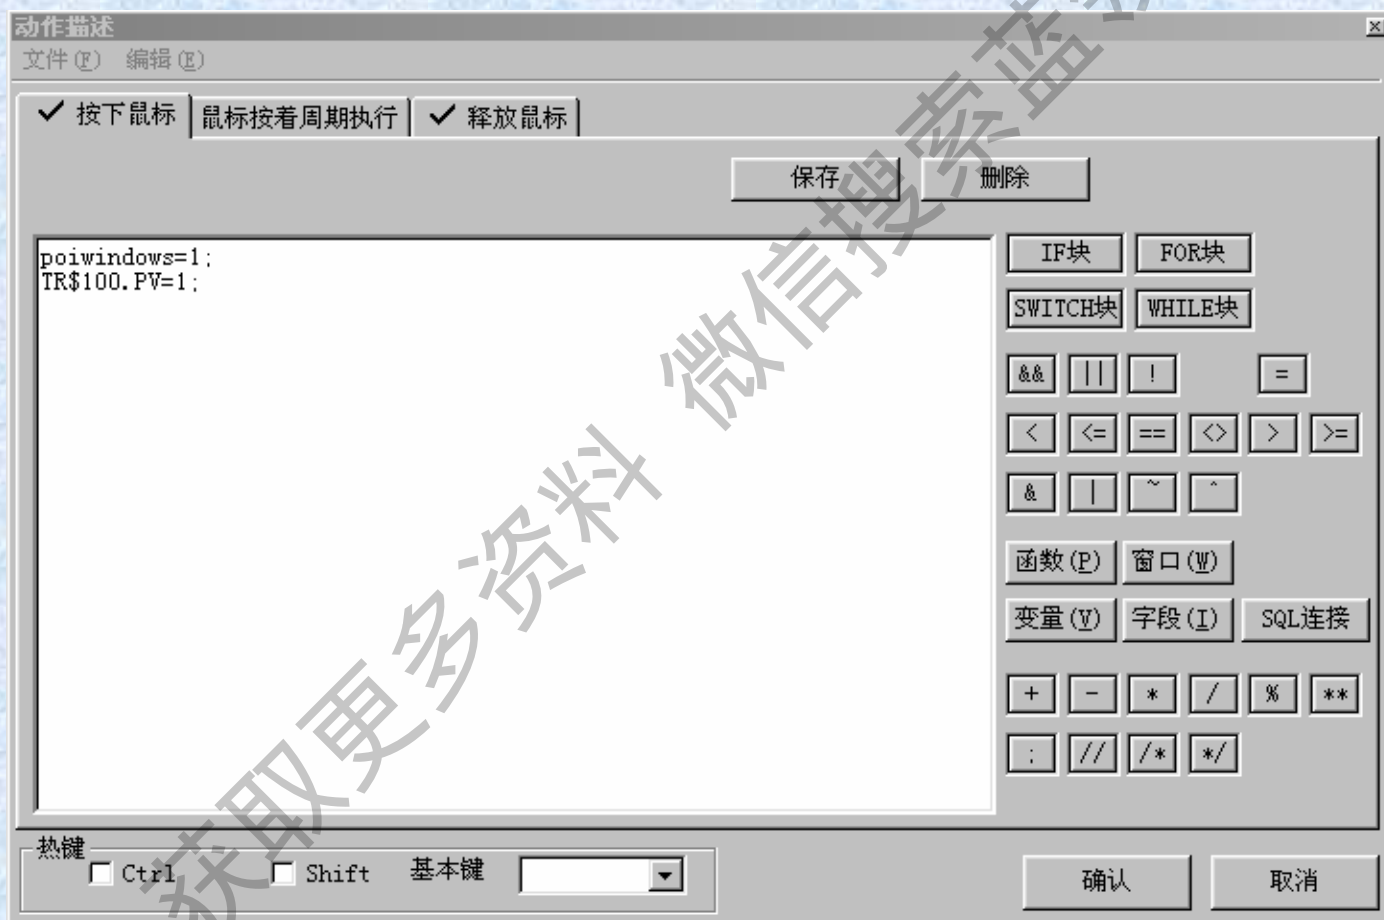 动作描述
文件(F) 编辑(E)
按下鼠标 鼠标按着周期执行 释放鼠标
保存 删除
poiwindows=1;
TR$100.PV=1;
IF块 FOR块
SWITCH块 WHILE块
&& || ! =
< <= == <> > >=
& | ~ ^
函数(P) 窗口(W)
变量(V) 字段(I) SQL连接
+ - * / % **
; // /* */
热键
Ctrl Shift 基本键
确认 取消
获取更多资料 微信搜索蓝